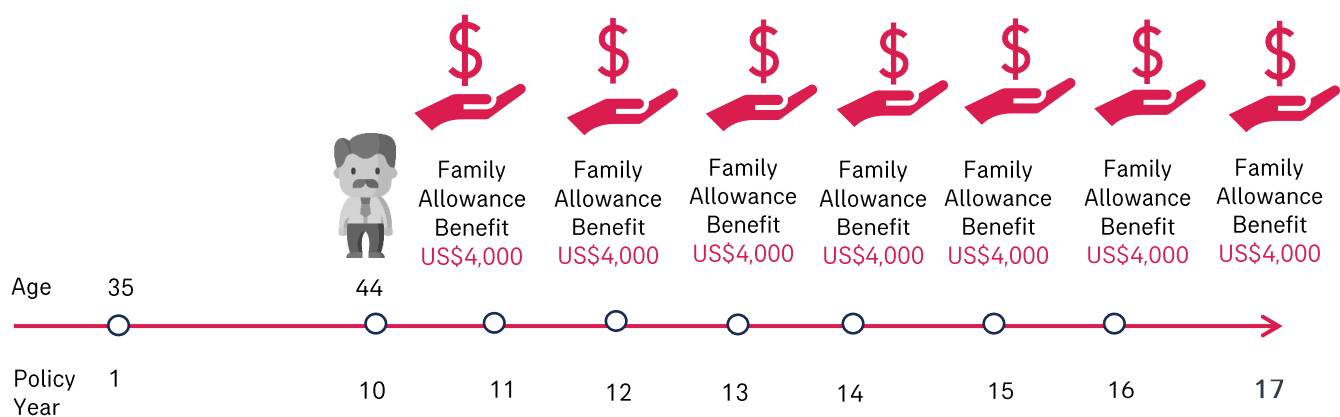 $ $ $ $ $ $ $
Family Family Family Family Family Family Family
Allowance Allowance Allowance Allowance Allowance Allowance Allowance
Benefit Benefit Benefit Benefit Benefit Benefit Benefit
US$4,000 US$4,000 US$4,000 US$4,000 US$4,000 US$4,000 US$4,000
Age 35 44
Policy 1 10 11 12 13 14 15 16 17
Year